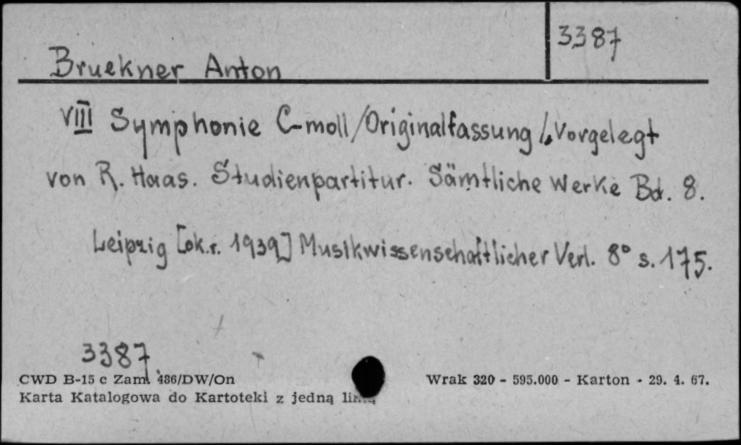 3387
Bruckner Anton
VIII Symphonie C-moll/Originalfassung/. Vorgelegt
von R. Haas. Studienpartitur. Sämtliche Werke Bd. 8.
Leipzig [ok.r. 1939] Musikwissenschaftlicher Verl. 8° s. 175.
3387
CWD B-15 c Zam. 486/DW/On
Wrak 320 - 595.000 - Karton - 29. 4. 67.
Karta Katalogowa do Kartoteki z jedną